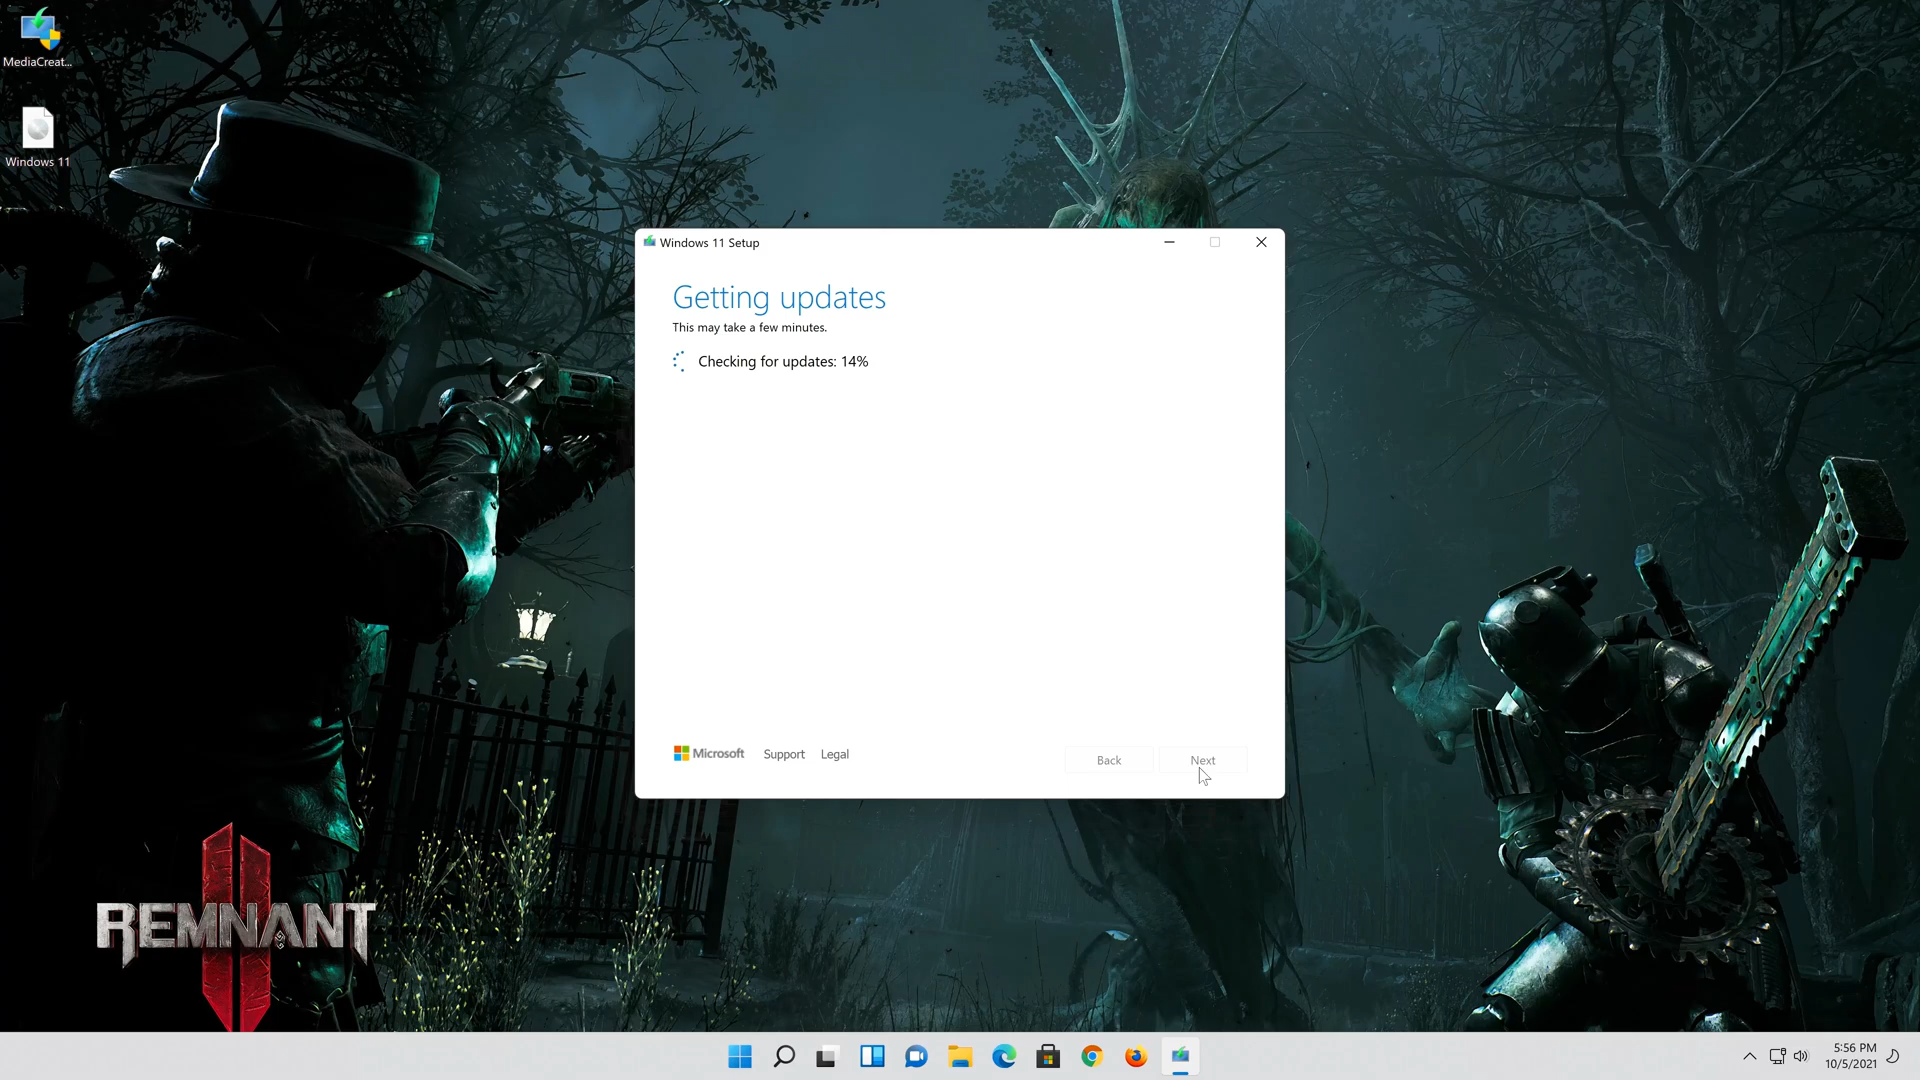 MediaCreat...
Windows 11
Windows 11 Setup
Getting updates
This may take a few minutes.
Checking for updates: 14%
Microsoft
Support
Legal
Back
Next
REMNANT
II
5:56 PM
10/5/2021